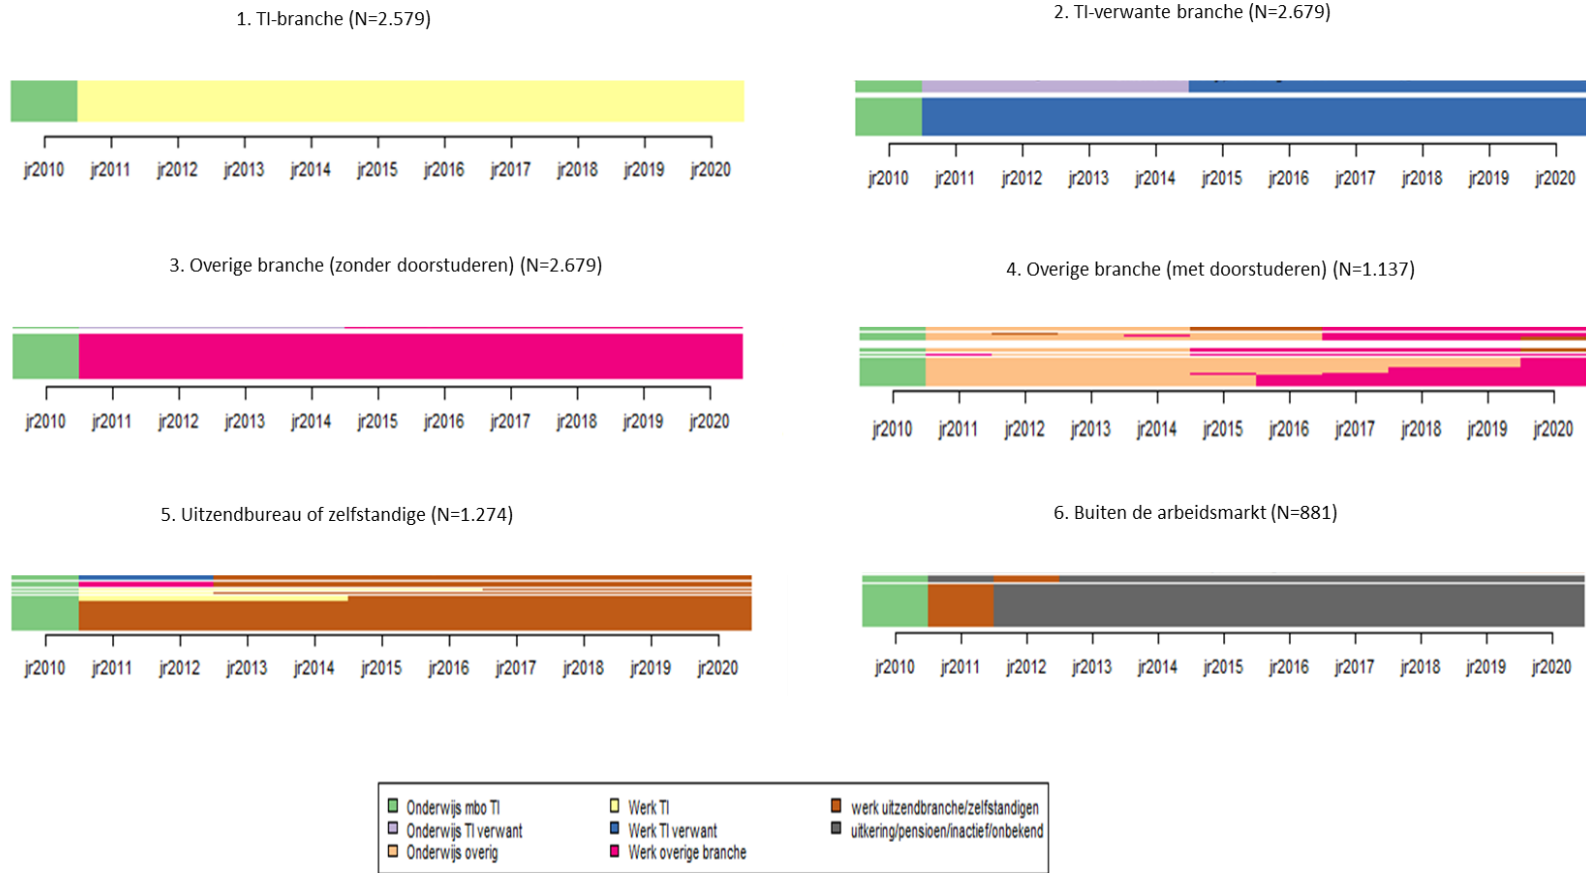 1. TI-branche (N=2.579)
jr2010 jr2011 jr2012 jr2013 jr2014 jr2015 jr2016 jr2017 jr2018 jr2019 jr2020
2. TI-verwante branche (N=2.679)
jr2010 jr2011 jr2012 jr2013 jr2014 jr2015 jr2016 jr2017 jr2018 jr2019 jr2020
3. Overige branche (zonder doorstuderen) (N=2.679)
jr2010 jr2011 jr2012 jr2013 jr2014 jr2015 jr2016 jr2017 jr2018 jr2019 jr2020
4. Overige branche (met doorstuderen) (N=1.137)
jr2010 jr2011 jr2012 jr2013 jr2014 jr2015 jr2016 jr2017 jr2018 jr2019 jr2020
5. Uitzendbureau of zelfstandige (N=1.274)
jr2010 jr2011 jr2012 jr2013 jr2014 jr2015 jr2016 jr2017 jr2018 jr2019 jr2020
6. Buiten de arbeidsmarkt (N=881)
jr2010 jr2011 jr2012 jr2013 jr2014 jr2015 jr2016 jr2017 jr2018 jr2019 jr2020
Onderwijs mbo TI
Onderwijs TI verwant
Onderwijs overig
Werk TI
Werk TI verwant
Werk overige branche
werk uitzendbranche/zelfstandigen
uitkering/pensioen/inactief/onbekend